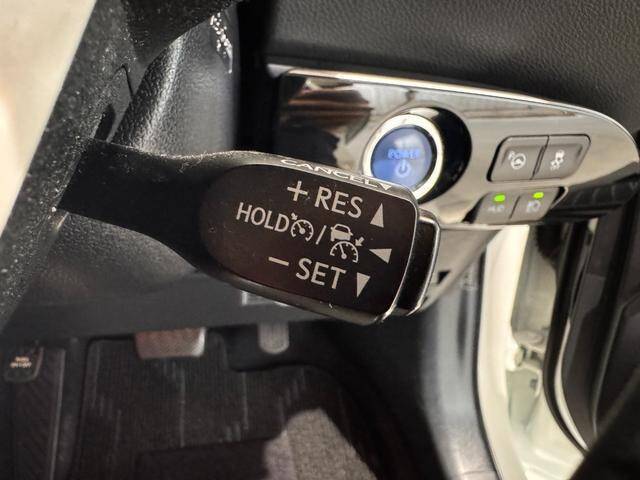 CANCEL
+ RES
HOLD /
− SET
POWER